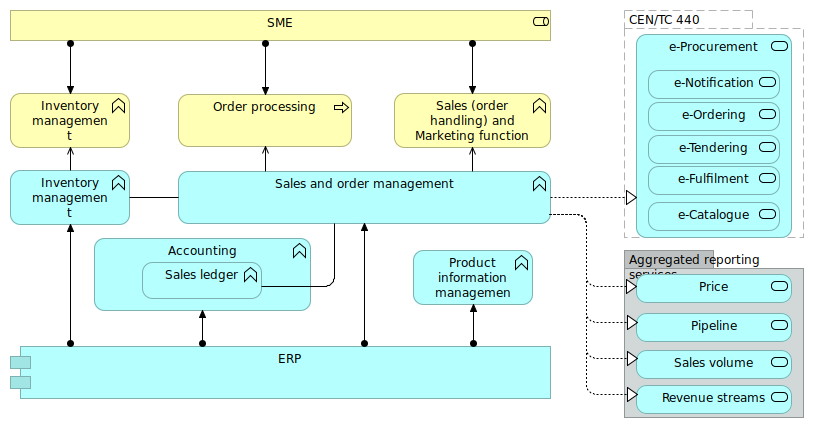 SME
CEN/TC 440
e-Procurement
Inventory
managemen
t
Order processing
Sales (order
handling) and
Marketing function
e-Notification
e-Ordering
e-Tendering
e-Fulfilment
e-Catalogue
Inventory
managemen
t
Sales and order management
Accounting
Sales ledger
Product
information
managemen
Aggregated reporting
services
Price
Pipeline
Sales volume
Revenue streams
ERP